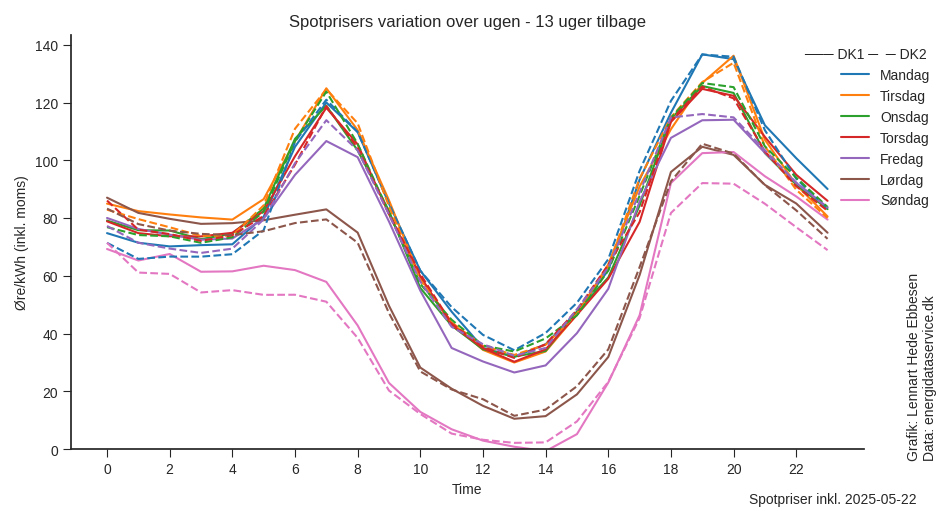 Spotprisers variation over ugen - 13 uger tilbage
Øre/kWh (inkl. moms)
140
120
100
80
60
40
20
0
0 2 4 6 8 10 12 14 16 18 20 22
Time
DK1 DK2
Mandag
Tirsdag
Onsdag
Torsdag
Fredag
Lørdag
Søndag
Grafik: Lennart Hede Ebbesen
Data: energidataservice.dk
Spotpriser inkl. 2025-05-22